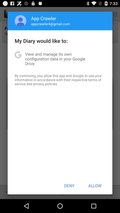 7:33
App Crawler
appcrawler4@gmail.com
My Diary would like to:
View and manage its own
configuration data in your Google
Drive
By continuing, you allow this app and Google to use your
information in accordance with their respective terms of
service and privacy policies.
DENY
ALLOW